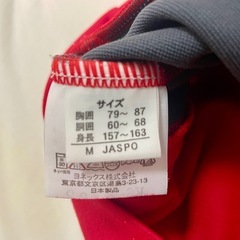 サイズ
胸囲 79～ 87
胴囲 60～ 68
身長 157～163
M JASPO
ヨネックス株式会社
東京都文京区湯島3-23-13
日本製品